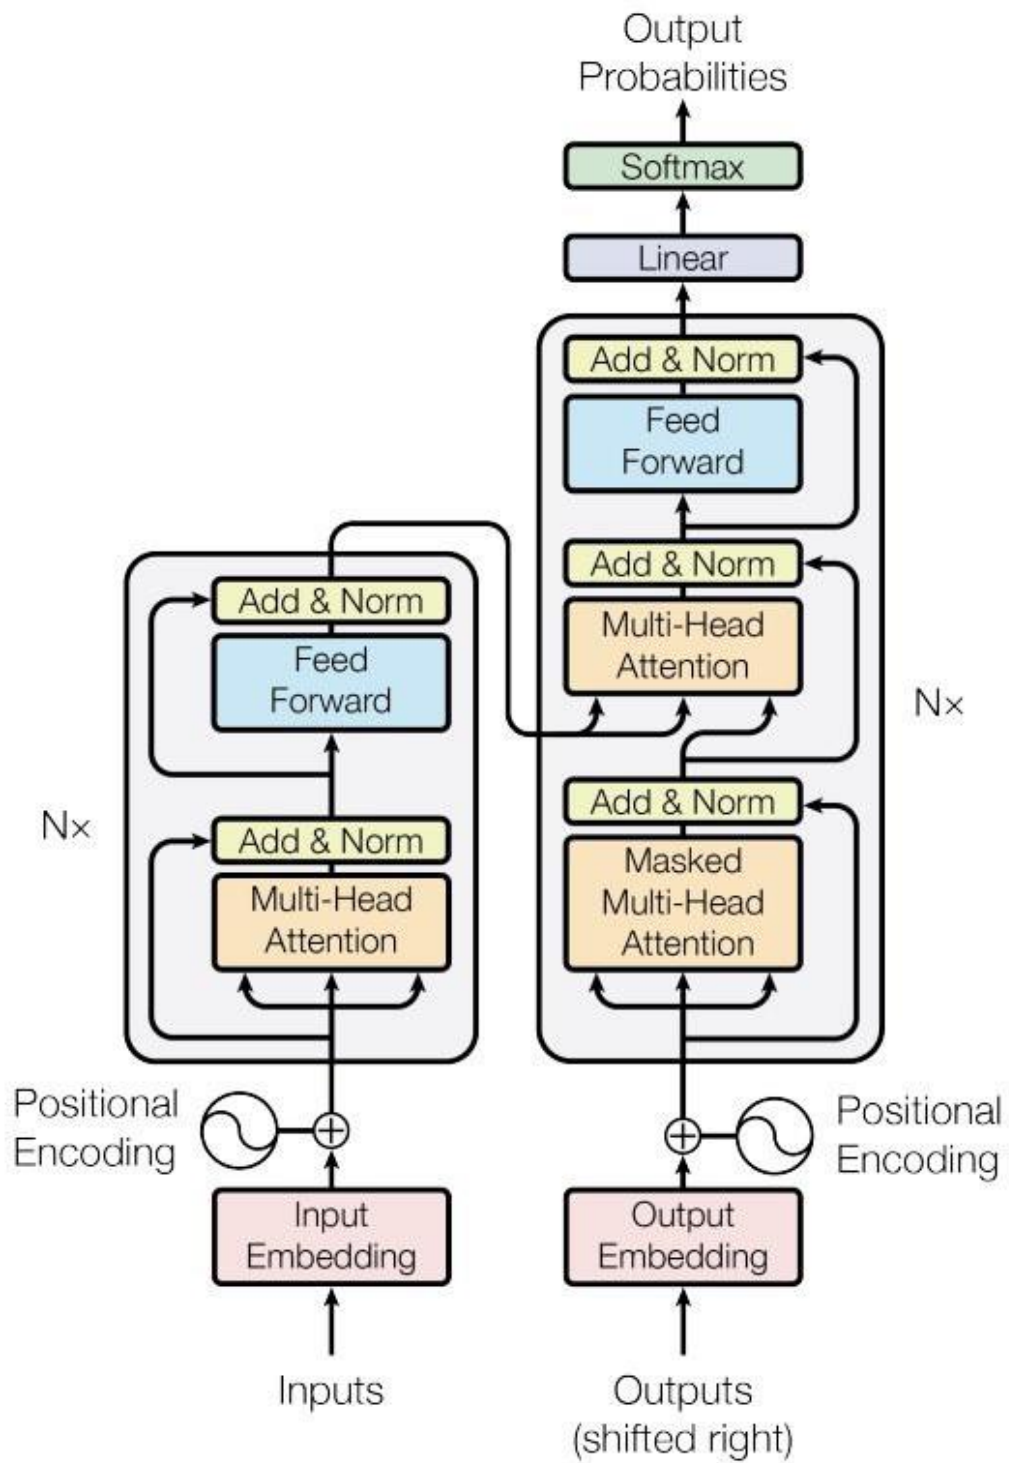 Output
Probabilities
Softmax
Linear
Add & Norm
Feed
Forward
Add & Norm
Multi-Head
Attention
Nx
Add & Norm
Masked
Multi-Head
Attention
Add & Norm
Feed
Forward
Nx
Add & Norm
Multi-Head
Attention
Positional
Encoding
Positional
Encoding
Input
Embedding
Output
Embedding
Inputs
Outputs
(shifted right)